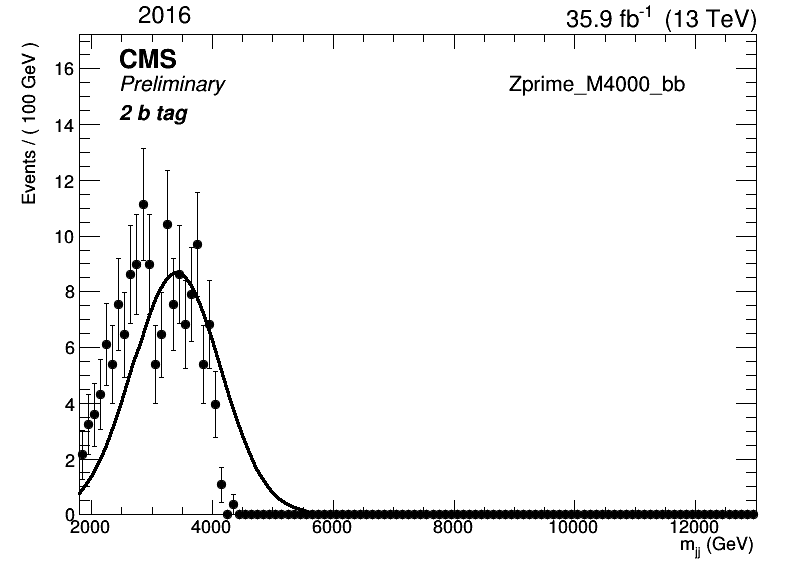 2016
35.9 fb⁻¹ (13 TeV)
CMS
Preliminary
2 b tag
Zprime_M4000_bb
Events / ( 100 GeV )
16
14
12
10
8
6
4
2
0
2000 4000 6000 8000 10000 12000
m_jj (GeV)